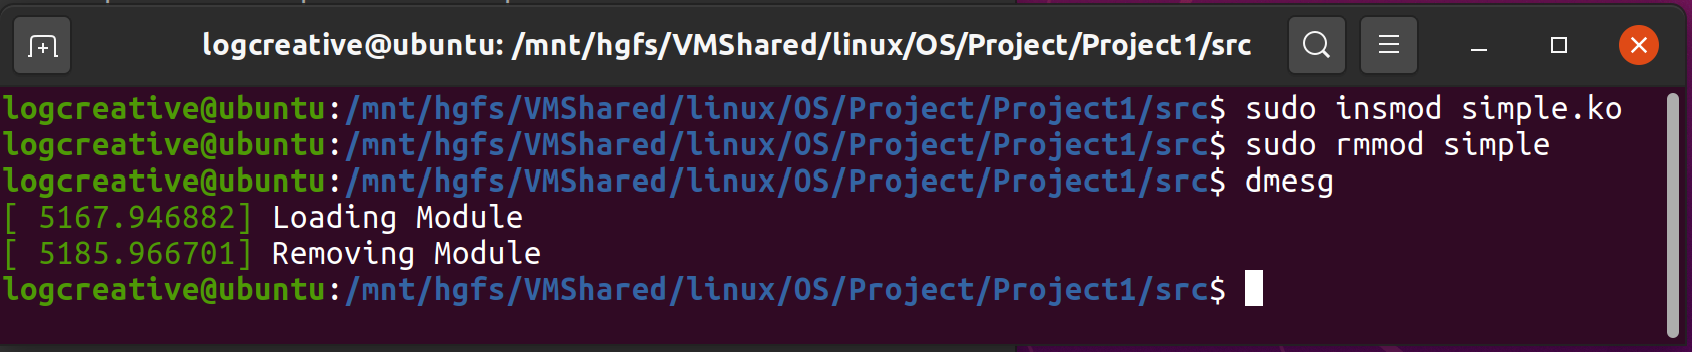 logcreative@ubuntu: /mnt/hgfs/VMShared/linux/OS/Project/Project1/src
logcreative@ubuntu:/mnt/hgfs/VMShared/linux/OS/Project/Project1/src$ sudo insmod simple.ko
logcreative@ubuntu:/mnt/hgfs/VMShared/linux/OS/Project/Project1/src$ sudo rmmod simple
logcreative@ubuntu:/mnt/hgfs/VMShared/linux/OS/Project/Project1/src$ dmesg
[ 5167.946882] Loading Module
[ 5185.966701] Removing Module
logcreative@ubuntu:/mnt/hgfs/VMShared/linux/OS/Project/Project1/src$